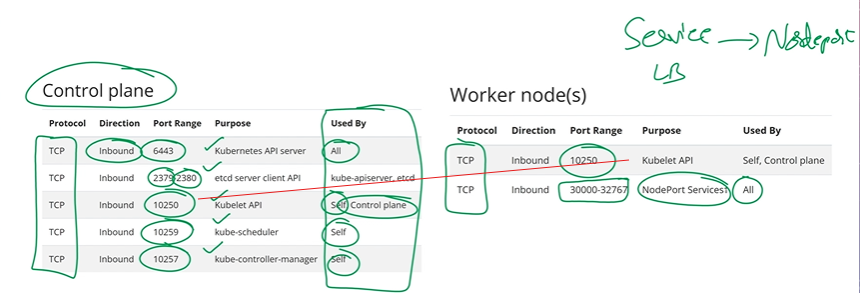 Service → Nodeport
LB
Control plane
Protocol Direction Port Range Purpose Used By
TCP Inbound 6443 Kubernetes API server All
TCP Inbound 2379-2380 etcd server client API kube-apiserver, etcd
TCP Inbound 10250 Kubelet API Self, Control plane
TCP Inbound 10259 kube-scheduler Self
TCP Inbound 10257 kube-controller-manager Self
Worker node(s)
Protocol Direction Port Range Purpose Used By
TCP Inbound 10250 Kubelet API Self, Control plane
TCP Inbound 30000-32767 NodePort Services† All